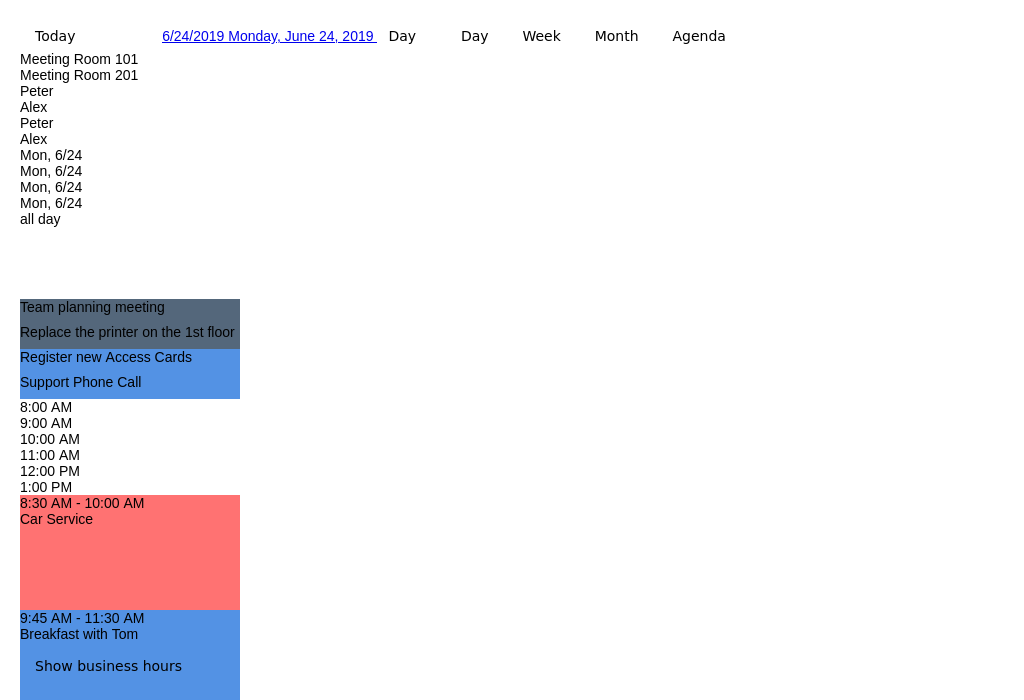 Today 6/24/2019 Monday, June 24, 2019 Day Day Week Month Agenda
Meeting Room 101
Meeting Room 201
Peter
Alex
Peter
Alex
Mon, 6/24
Mon, 6/24
Mon, 6/24
Mon, 6/24
all day
Team planning meeting
Replace the printer on the 1st floor
Register new Access Cards
Support Phone Call
8:00 AM
9:00 AM
10:00 AM
11:00 AM
12:00 PM
1:00 PM
8:30 AM - 10:00 AM
Car Service
9:45 AM - 11:30 AM
Breakfast with Tom
Show business hours